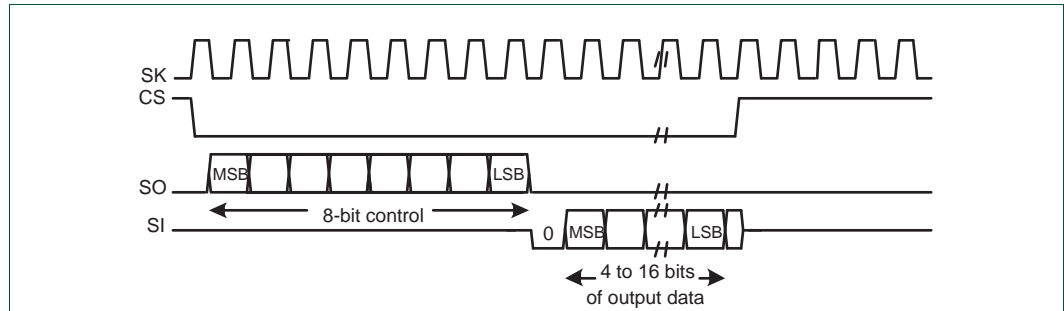 SK
CS
SO
MSB
LSB
8-bit control
SI
0
MSB
LSB
4 to 16 bits
of output data